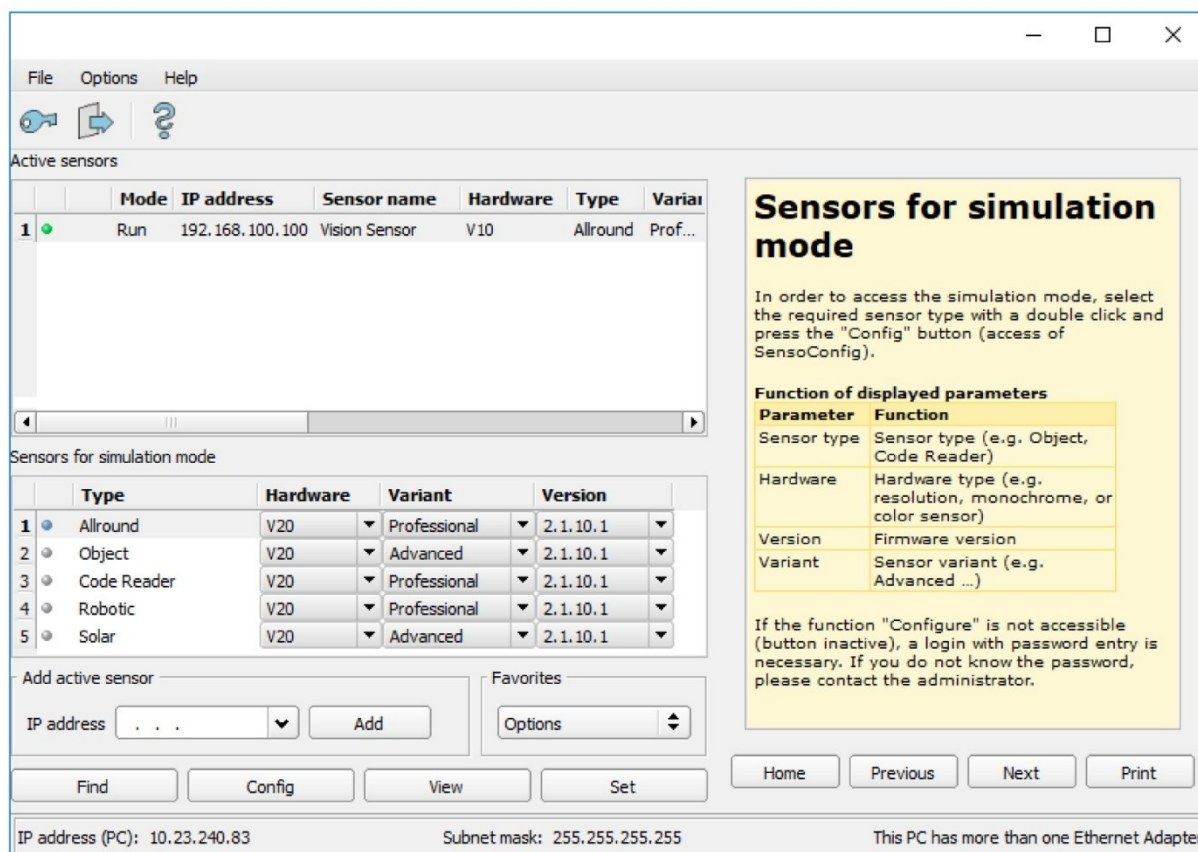 File Options Help
Active sensors
Mode IP address Sensor name Hardware Type Varian
1 Run 192.168.100.100 Vision Sensor V10 Allround Prof...
Sensors for simulation mode
Type Hardware Variant Version
1 Allround V20 Professional 2.1.10.1
2 Object V20 Advanced 2.1.10.1
3 Code Reader V20 Professional 2.1.10.1
4 Robotic V20 Professional 2.1.10.1
5 Solar V20 Advanced 2.1.10.1
Add active sensor
IP address . . . Add
Favorites
Options
Find Config View Set
Sensors for simulation
mode
In order to access the simulation mode, select
the required sensor type with a double click and
press the "Config" button (access of
SensoConfig).
Function of displayed parameters
Parameter Function
Sensor type Sensor type (e.g. Object,
Code Reader)
Hardware Hardware type (e.g.
resolution, monochrome, or
color sensor)
Version Firmware version
Variant Sensor variant (e.g.
Advanced ...)
If the function "Configure" is not accessible
(button inactive), a login with password entry is
necessary. If you do not know the password,
please contact the administrator.
Home Previous Next Print
IP address (PC): 10.23.240.83 Subnet mask: 255.255.255.255 This PC has more than one Ethernet Adapte